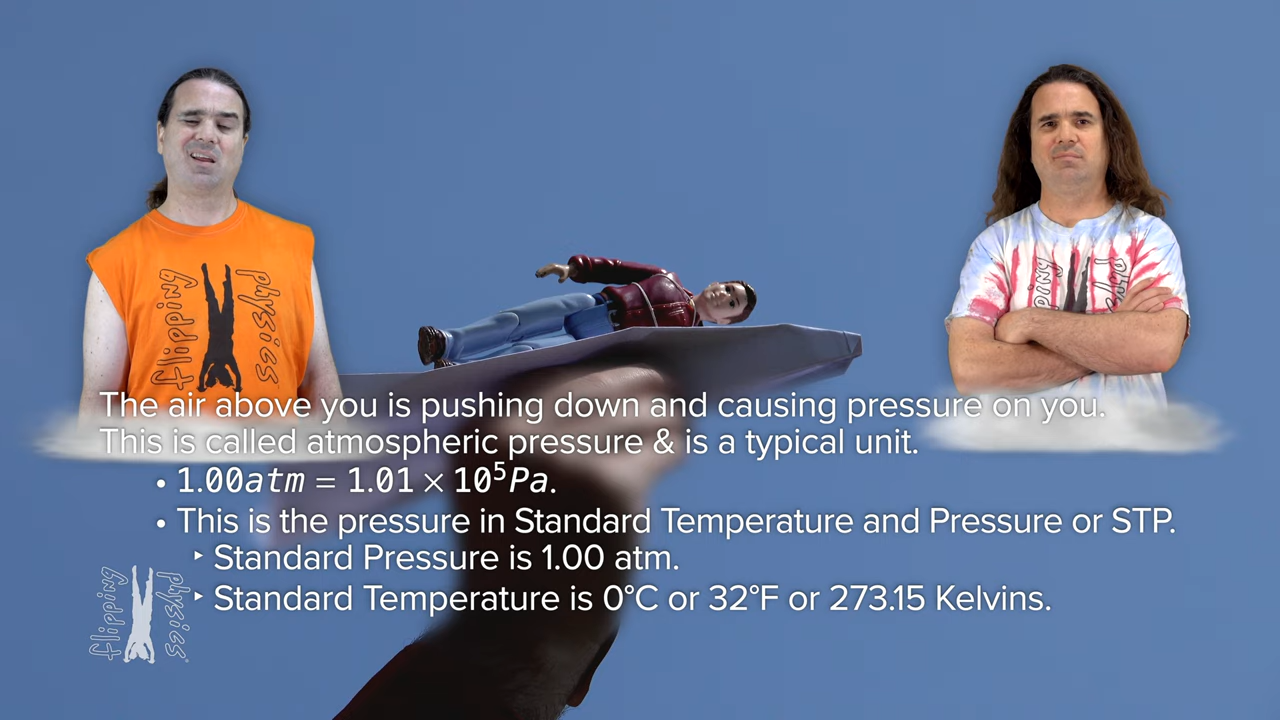 flipping
physics
flipping
physics
The air above you is pushing down and causing pressure on you.
This is called atmospheric pressure & is a typical unit.
• 1.00atm = 1.01 × 10⁵Pa.
• This is the pressure in Standard Temperature and Pressure or STP.
‣ Standard Pressure is 1.00 atm.
‣ Standard Temperature is 0°C or 32°F or 273.15 Kelvins.
flipping
physics